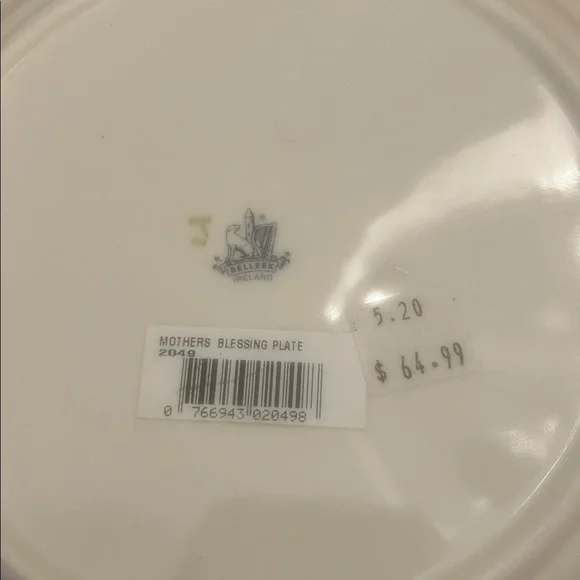 I
®
BELLEEK
IRELAND
5.20
$ 64.99
MOTHERS BLESSING PLATE
2049
0 766943 020498